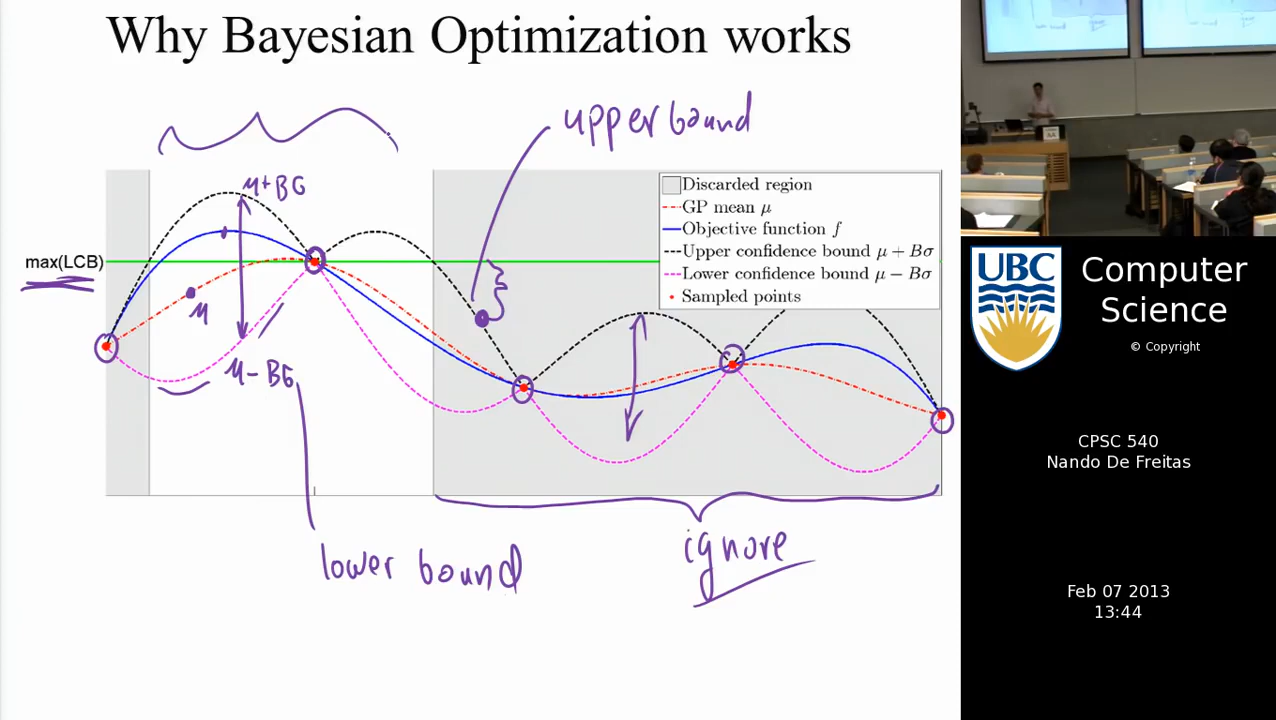 Why Bayesian Optimization works
upper bound
μ+Bσ
Discarded region
GP mean μ
Objective function f
Upper confidence bound μ + Bσ
Lower confidence bound μ − Bσ
Sampled points
max(LCB)
μ
μ−Bσ
lower bound
ignore
UBC
Computer
Science
© Copyright
CPSC 540
Nando De Freitas
Feb 07 2013
13:44